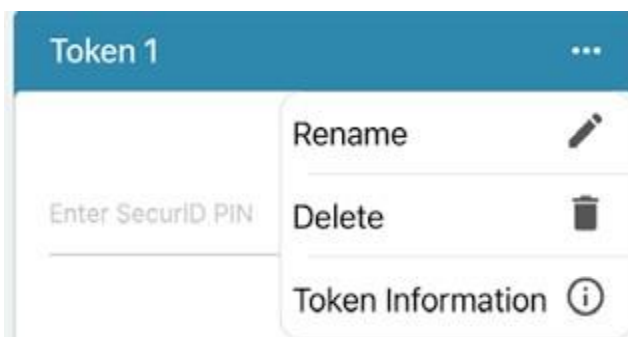 Token 1
Rename
Enter SecurID PIN
Delete
Token Information